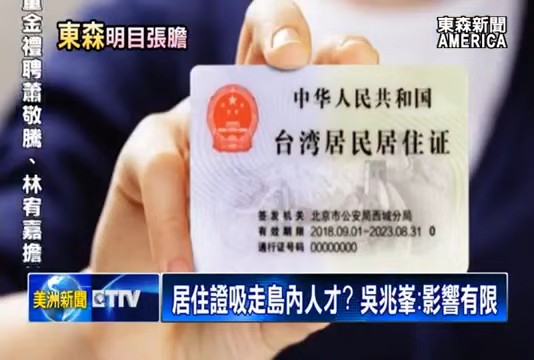 東森明目張膽
東森新聞
AMERICA
金禮聘蕭敬騰、林宥嘉擔
中华人民共和国
台湾居民居住证
签发机关 北京市公安局西城分局
有效期限 2018.09.01-2023.08.31 0
通行证号码 00000000
美洲新聞 ETTV 居住證吸走島內人才?吳兆峯:影響有限